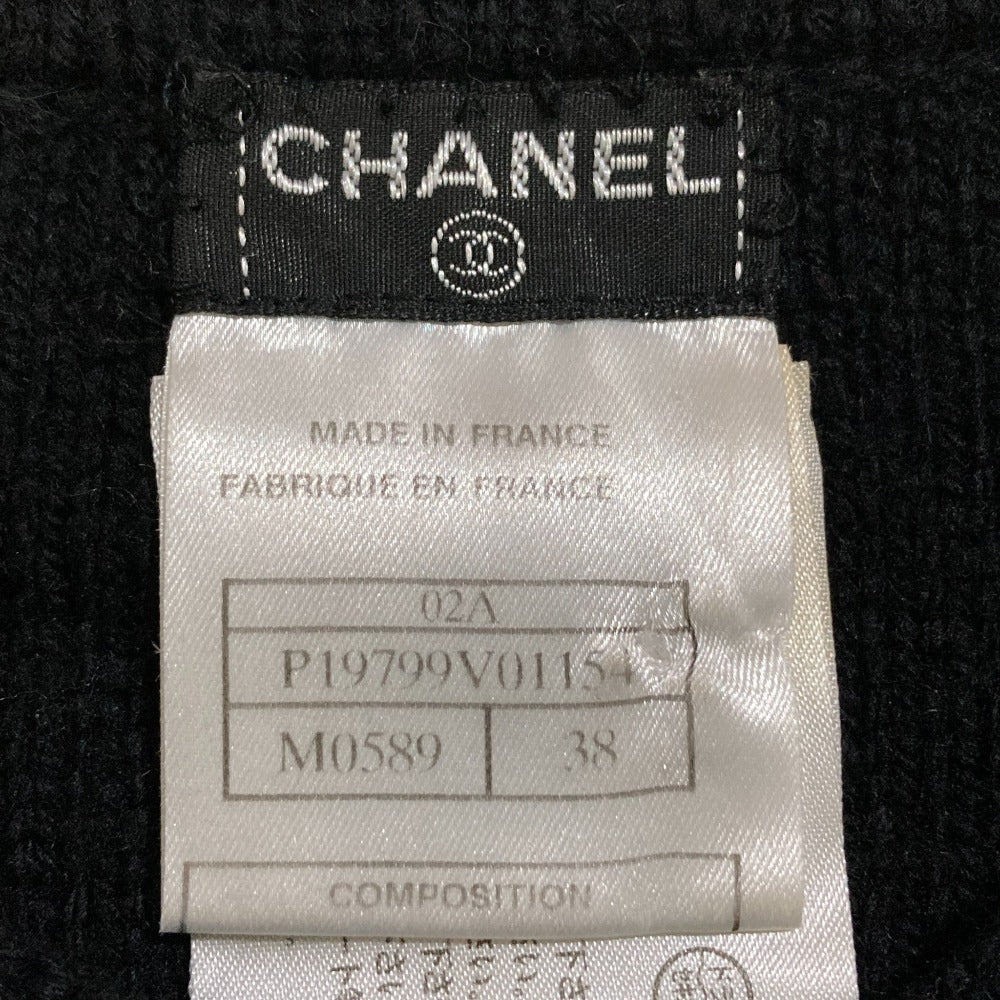 CHANEL
MADE IN FRANCE
FABRIQUE EN FRANCE
02A
P19799V01154
M0589 38
COMPOSITION